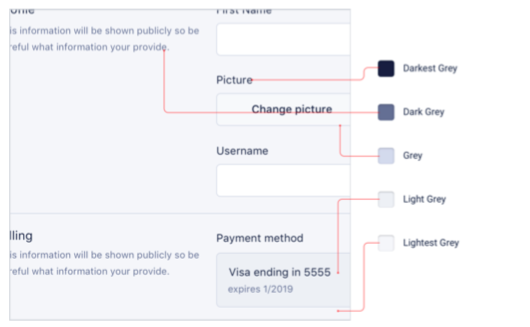 First Name
is information will be shown publicly so be
reful what information your provide.
Picture
Change picture
Username
lling
is information will be shown publicly so be
reful what information your provide.
Payment method
Visa ending in 5555
expires 1/2019
Darkest Grey
Dark Grey
Grey
Light Grey
Lightest Grey